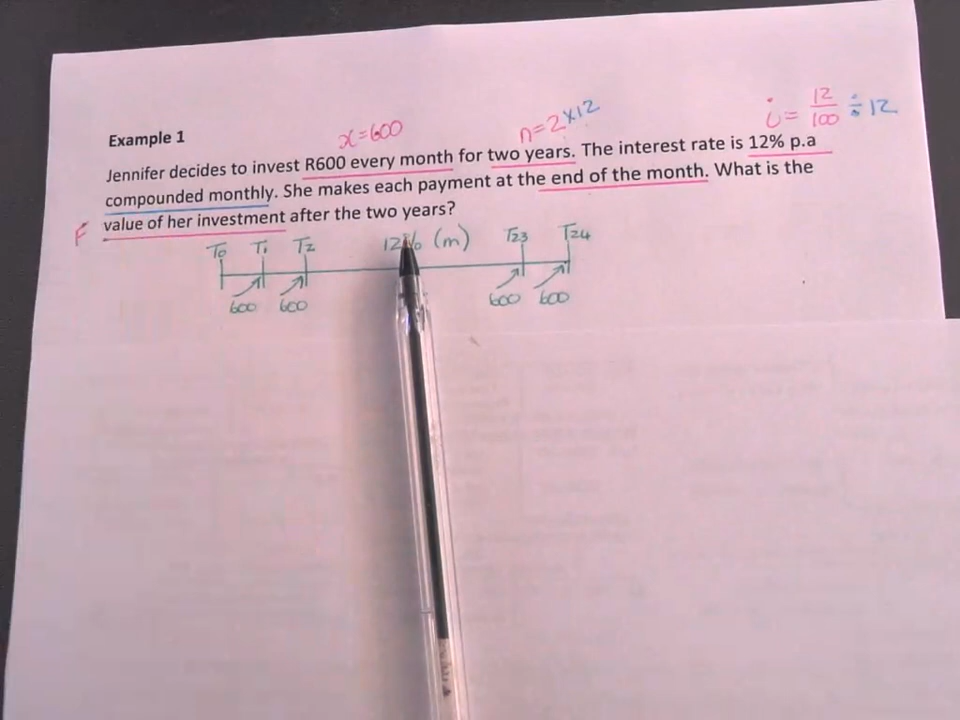 i = 12/100 ÷ 12
x = 600
n = 2 x 12
Example 1
Jennifer decides to invest R600 every month for two years. The interest rate is 12% p.a
compounded monthly. She makes each payment at the end of the month. What is the
F value of her investment after the two years?
T0 T1 T2 12% (m) T23 T24
600 600 600 600